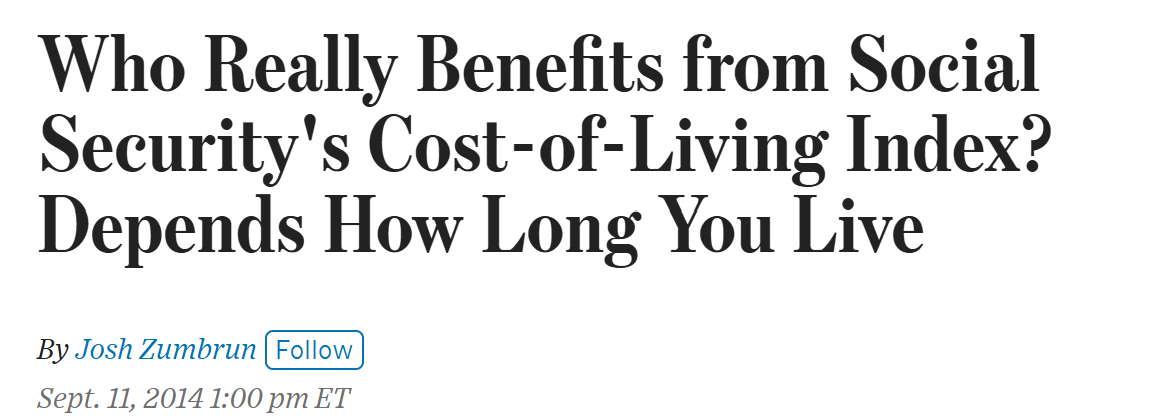 Who Really Benefits from Social
Security's Cost-of-Living Index?
Depends How Long You Live
By Josh Zumbrun Follow
Sept. 11, 2014 1:00 pm ET